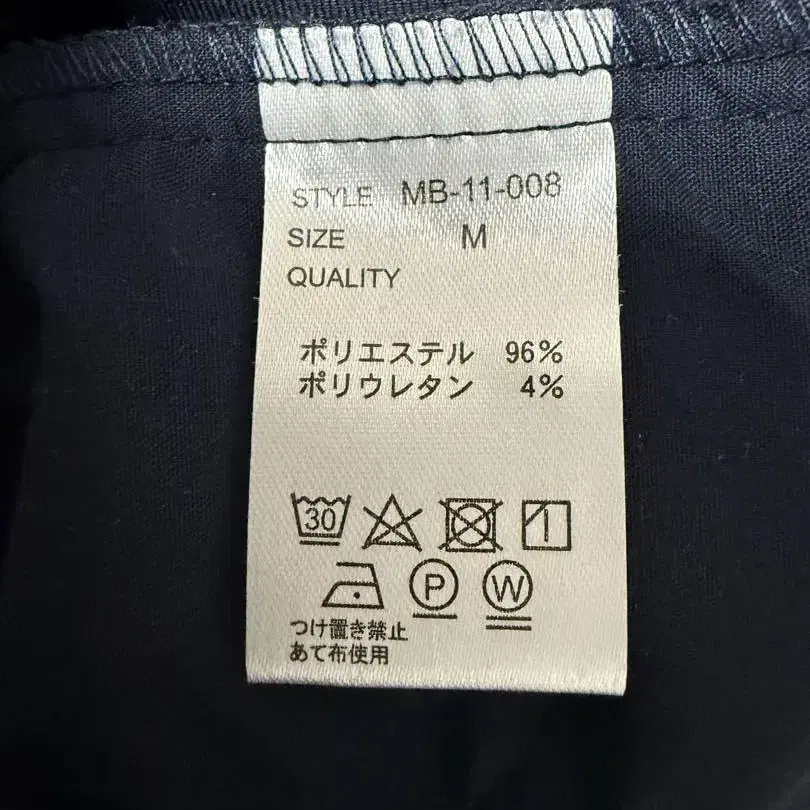 STYLE MB-11-008
SIZE M
QUALITY
ポリエステル 96%
ポリウレタン 4%
30
P W
つけ置き禁止
あて布使用